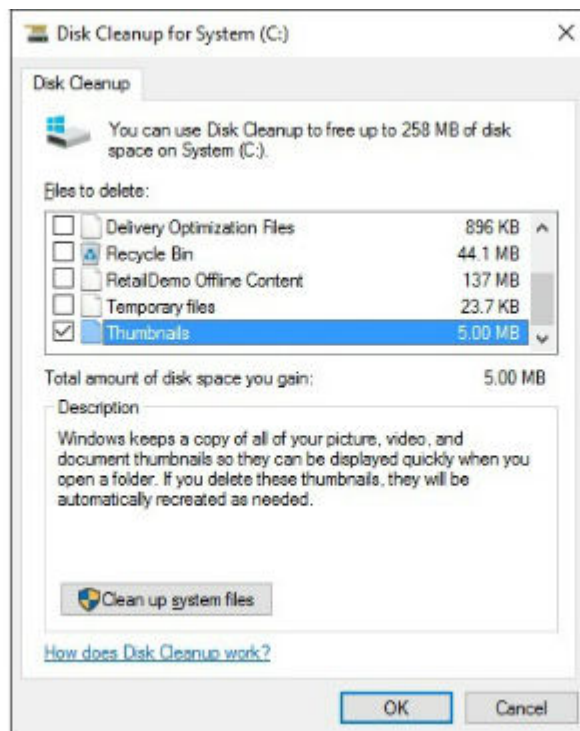 Disk Cleanup for System (C:)
Disk Cleanup
You can use Disk Cleanup to free up to 258 MB of disk
space on System (C:).
Files to delete:
Delivery Optimization Files 896 KB
Recycle Bin 44.1 MB
RetailDemo Offline Content 137 MB
Temporary files 23.7 KB
Thumbnails 5.00 MB
Total amount of disk space you gain: 5.00 MB
Description
Windows keeps a copy of all of your picture, video, and
document thumbnails so they can be displayed quickly when you
open a folder. If you delete these thumbnails, they will be
automatically recreated as needed.
Clean up system files
How does Disk Cleanup work?
OK Cancel